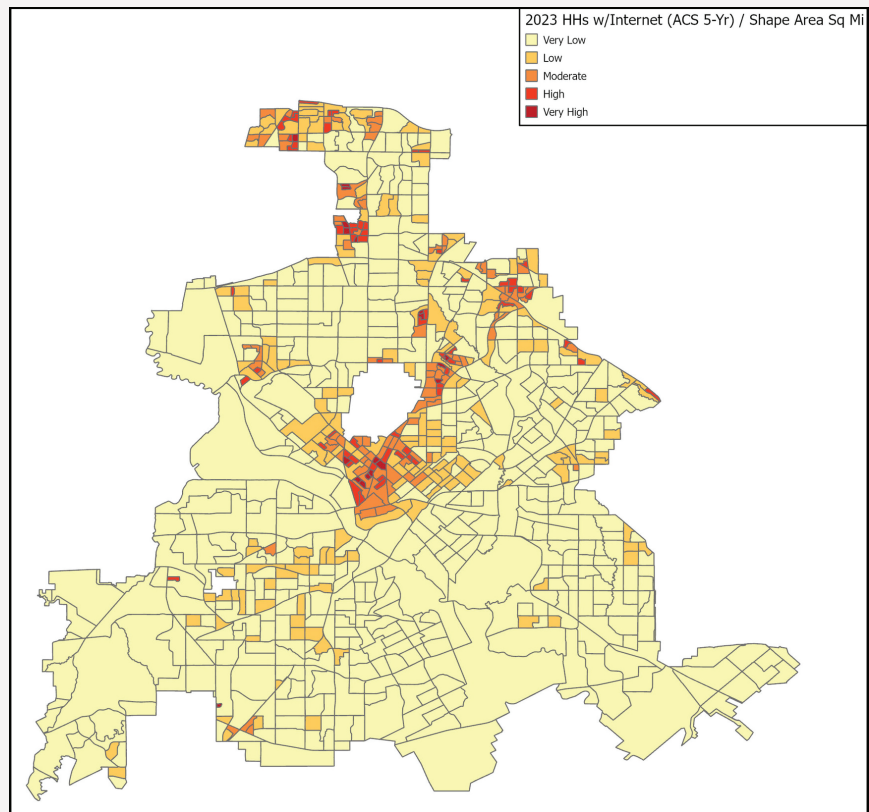 2023 HHs w/Internet (ACS 5-Yr) / Shape Area Sq Mi
Very Low
Low
Moderate
High
Very High